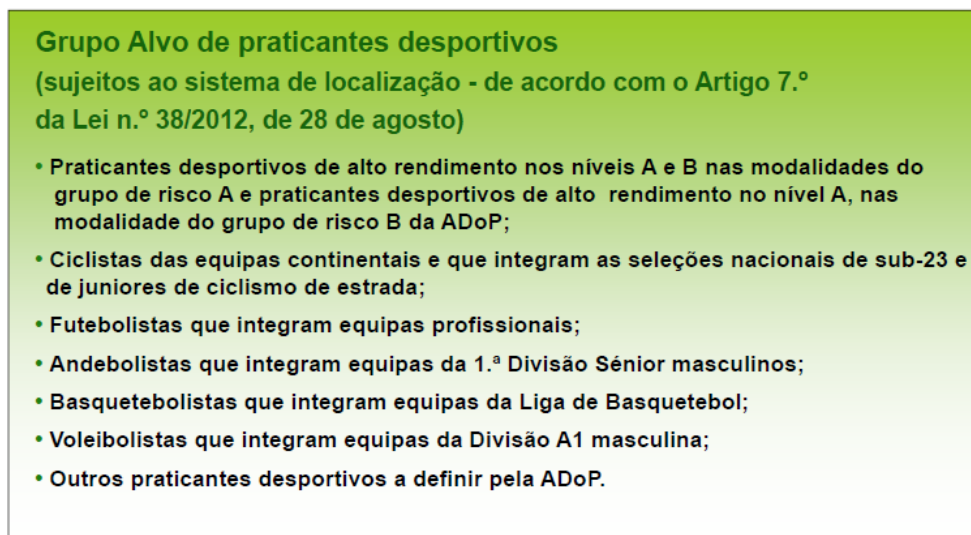 Grupo Alvo de praticantes desportivos
(sujeitos ao sistema de localização - de acordo com o Artigo 7.º
da Lei n.º 38/2012, de 28 de agosto)
• Praticantes desportivos de alto rendimento nos níveis A e B nas modalidades do
grupo de risco A e praticantes desportivos de alto rendimento no nível A, nas
modalidade do grupo de risco B da ADoP;
• Ciclistas das equipas continentais e que integram as seleções nacionais de sub-23 e
de juniores de ciclismo de estrada;
• Futebolistas que integram equipas profissionais;
• Andebolistas que integram equipas da 1.ª Divisão Sénior masculinos;
• Basquetebolistas que integram equipas da Liga de Basquetebol;
• Voleibolistas que integram equipas da Divisão A1 masculina;
• Outros praticantes desportivos a definir pela ADoP.